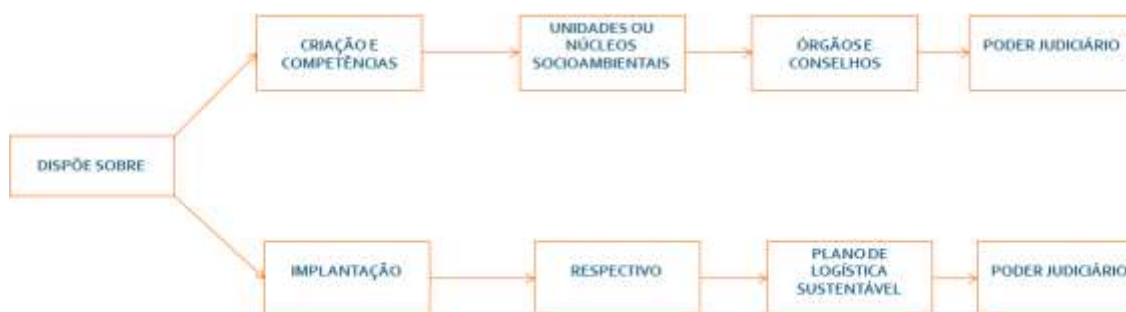 CRIAÇÃO E
COMPETÊNCIAS
UNIDADES OU
NÚCLEOS
SOCIOAMBIENTAIS
ÓRGÃOS E
CONSELHOS
PODER JUDICIÁRIO
DISPÕE SOBRE
IMPLANTAÇÃO
RESPECTIVO
PLANO DE
LOGÍSTICA
SUSTENTÁVEL
PODER JUDICIÁRIO